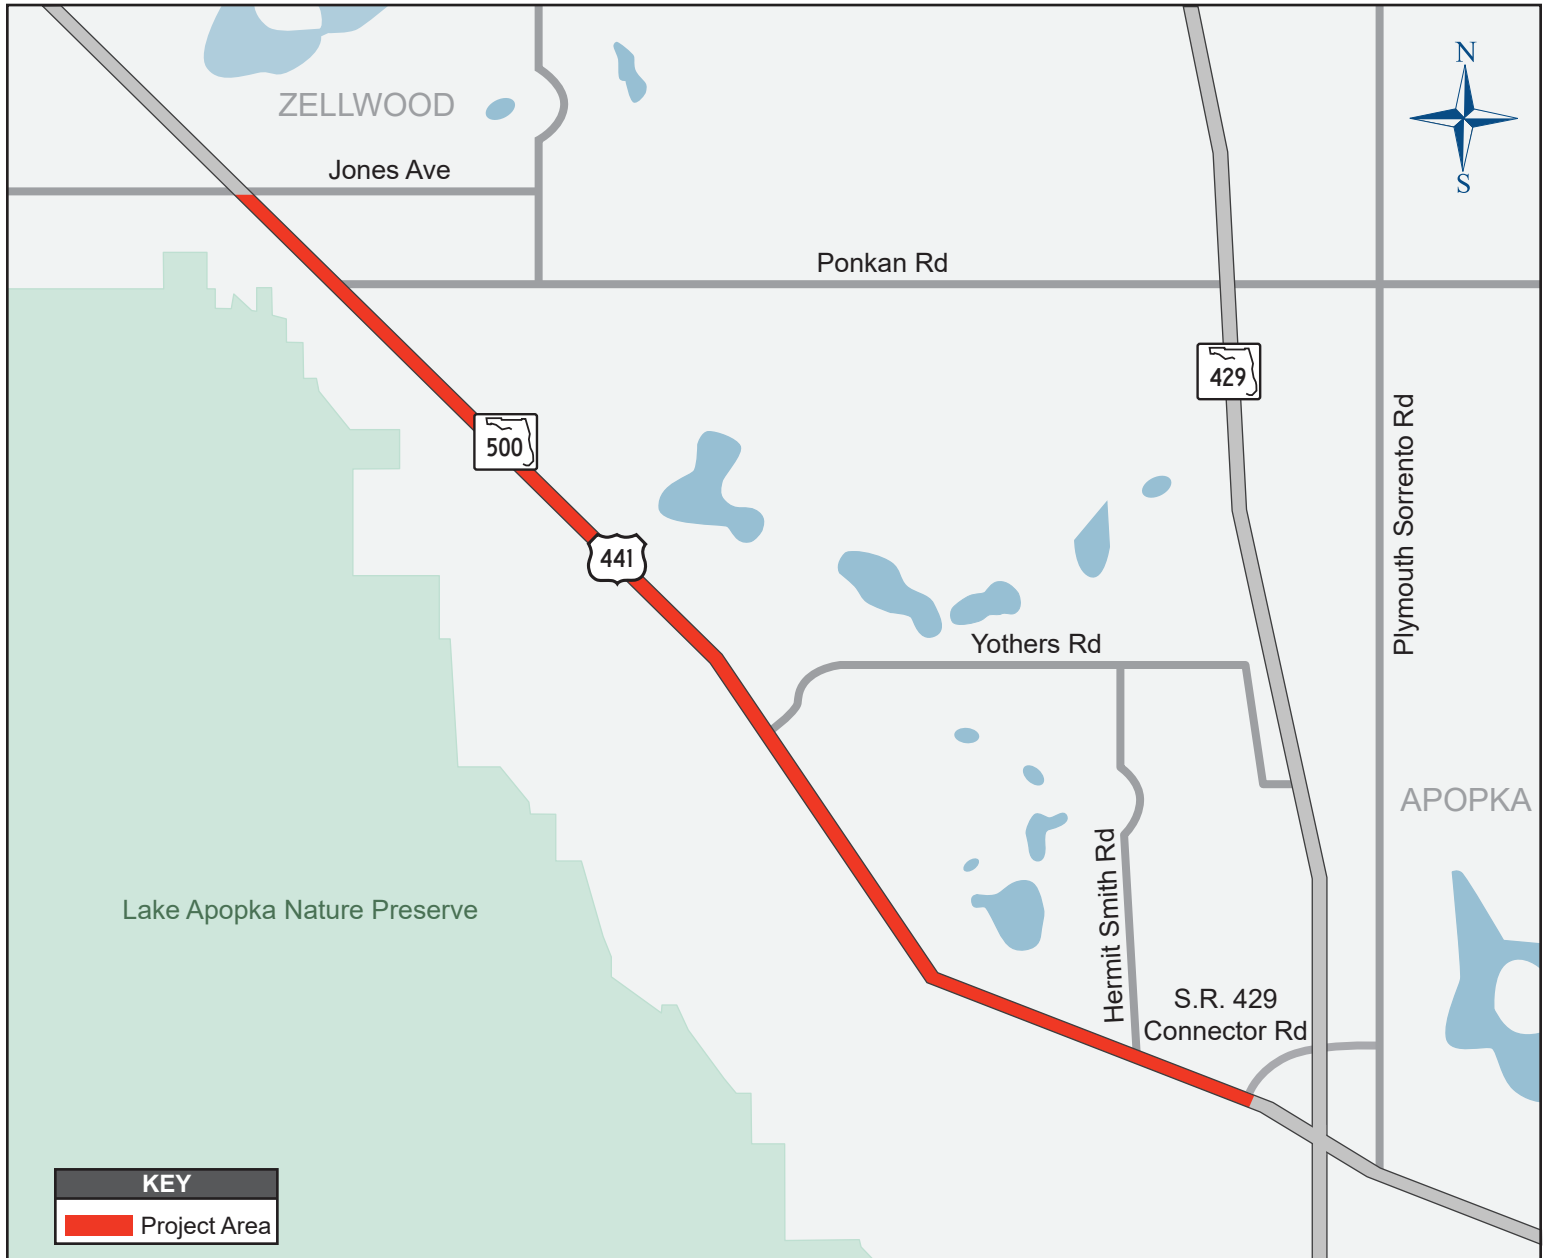 N
S
ZELLWOOD
Jones Ave
Ponkan Rd
429
Plymouth Sorrento Rd
500
441
Yothers Rd
APOPKA
Hermit Smith Rd
Lake Apopka Nature Preserve
S.R. 429
Connector Rd
KEY
Project Area